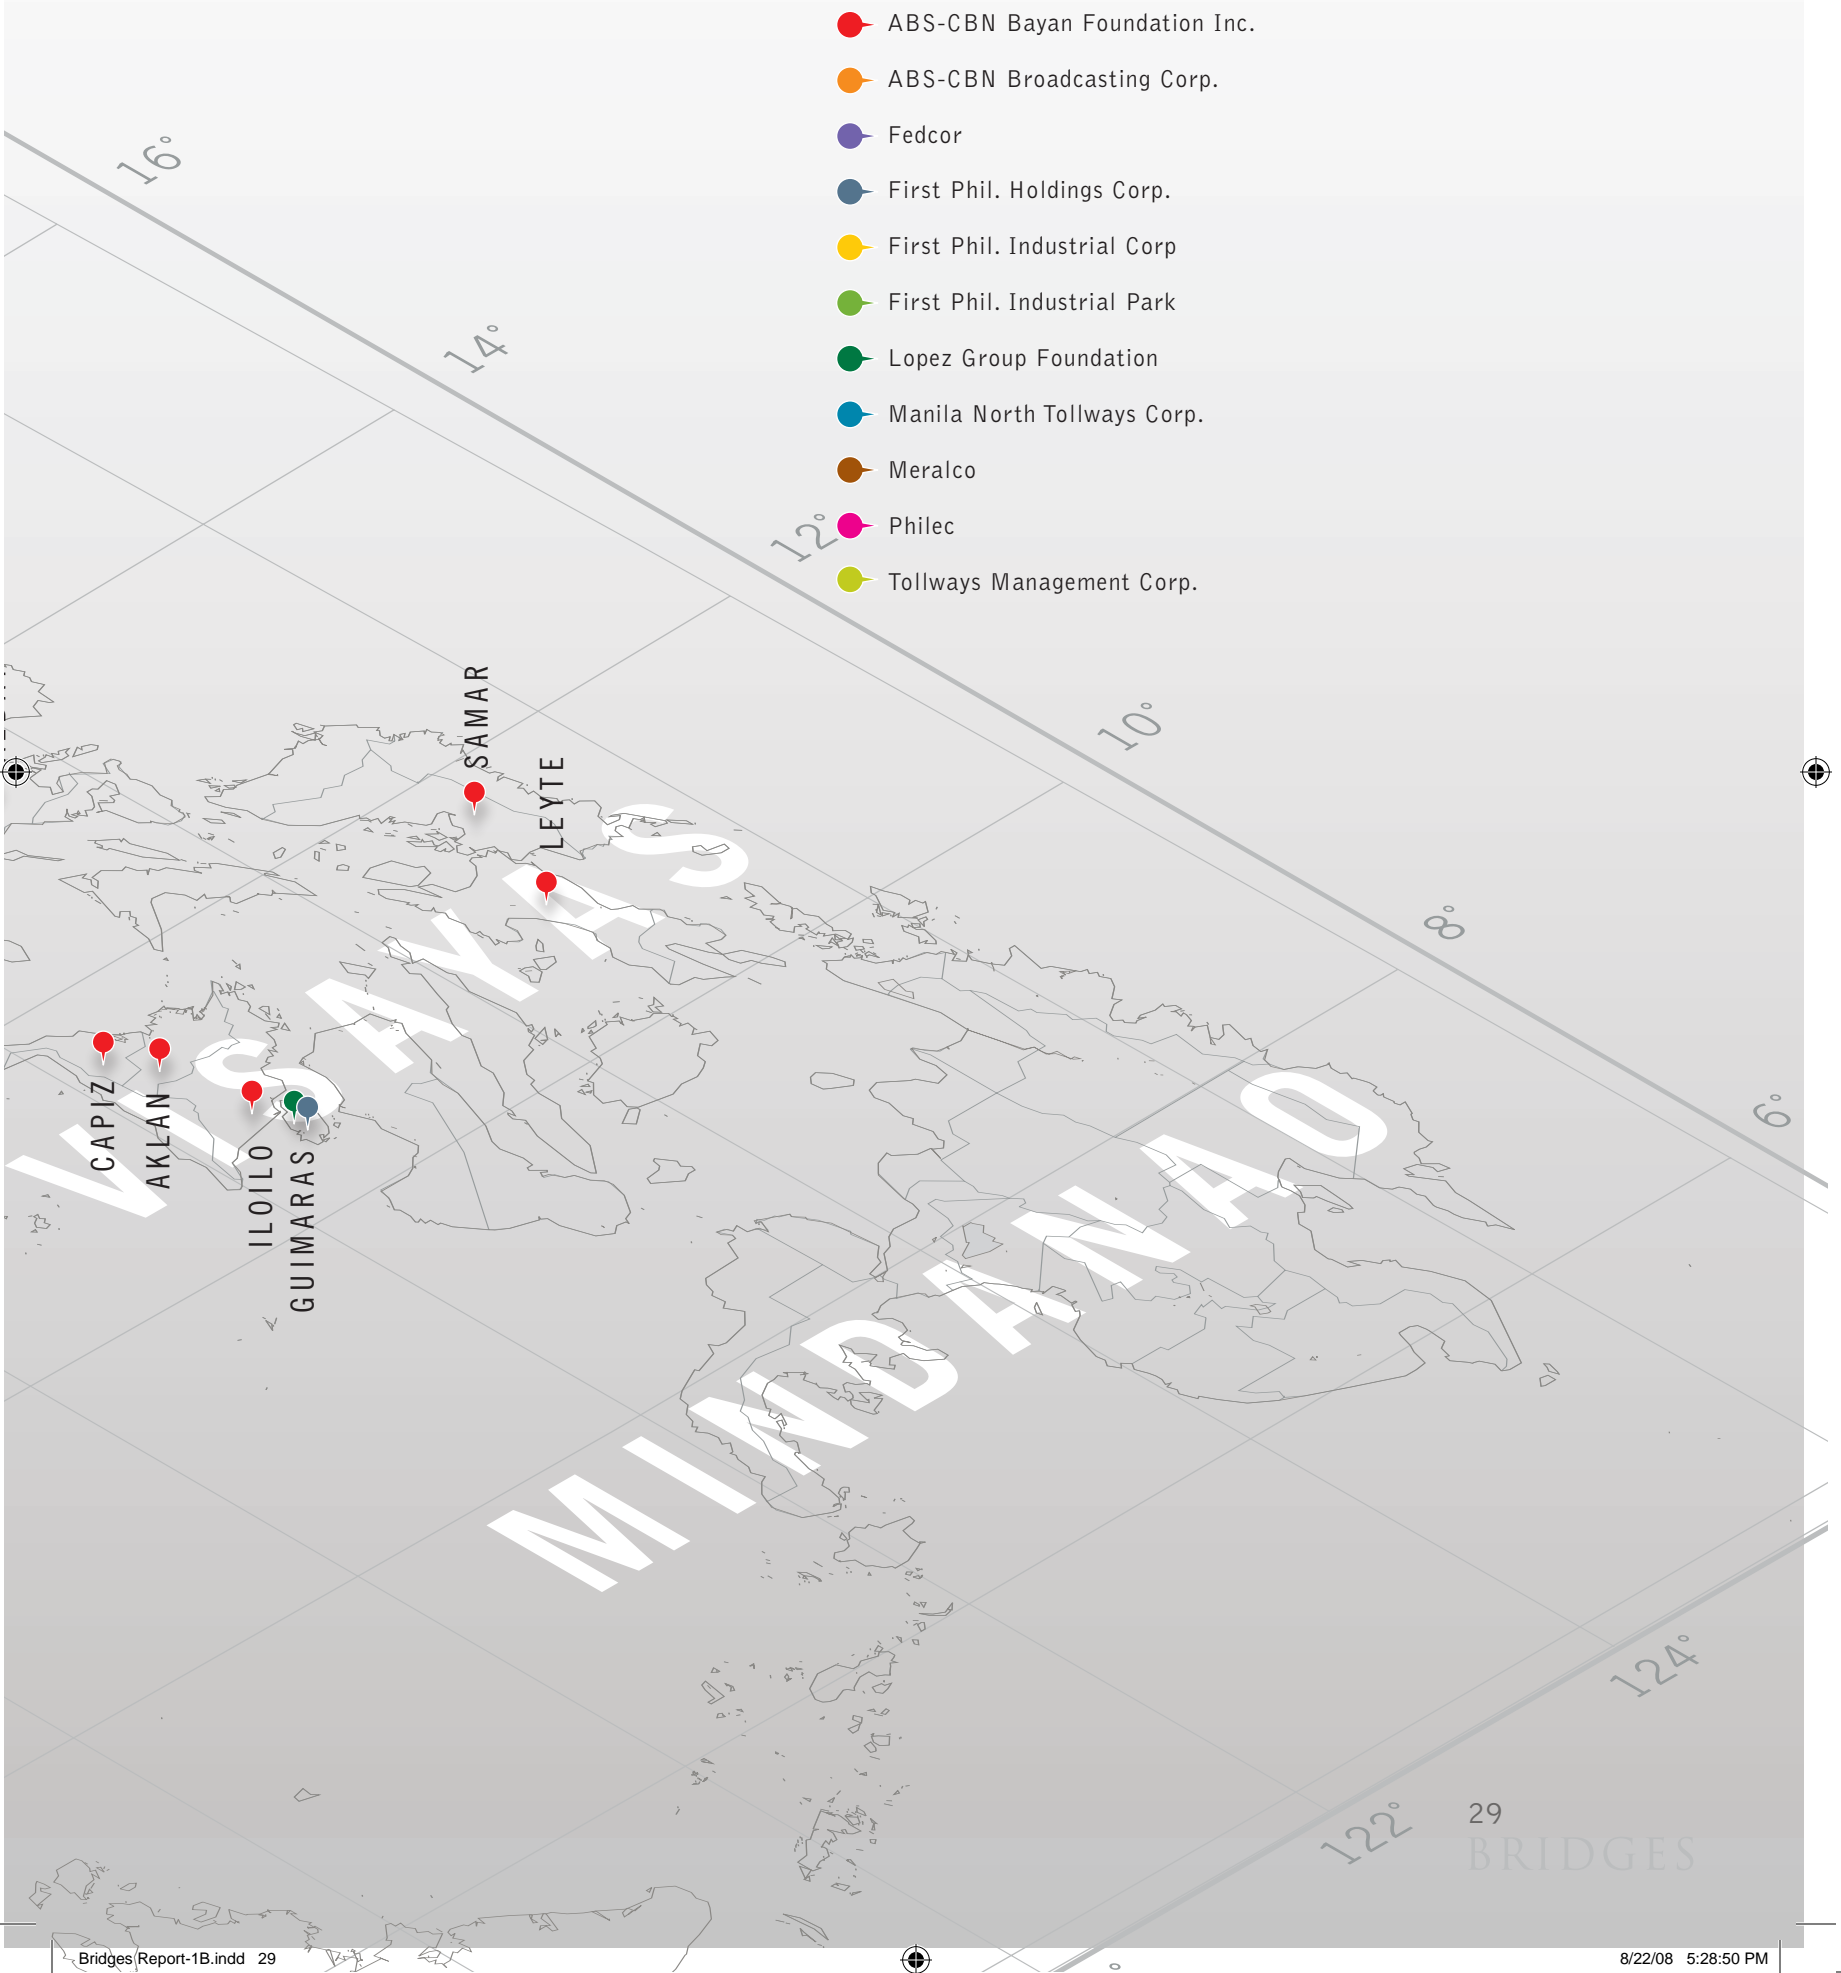 ABS-CBN Bayan Foundation Inc.
ABS-CBN Broadcasting Corp.
Fedcor
First Phil. Holdings Corp.
First Phil. Industrial Corp
First Phil. Industrial Park
Lopez Group Foundation
Manila North Tollways Corp.
Meralco
Philec
Tollways Management Corp.
16°
14°
12°
10°
8°
6°
SAMAR
LEYTE
VISAYAS
CAPIZ
AKLAN
ILOILO
GUIMARAS
MINDANAO
124°
122°
29
BRIDGES
Bridges Report-1B.indd 29
8/22/08 5:28:50 PM